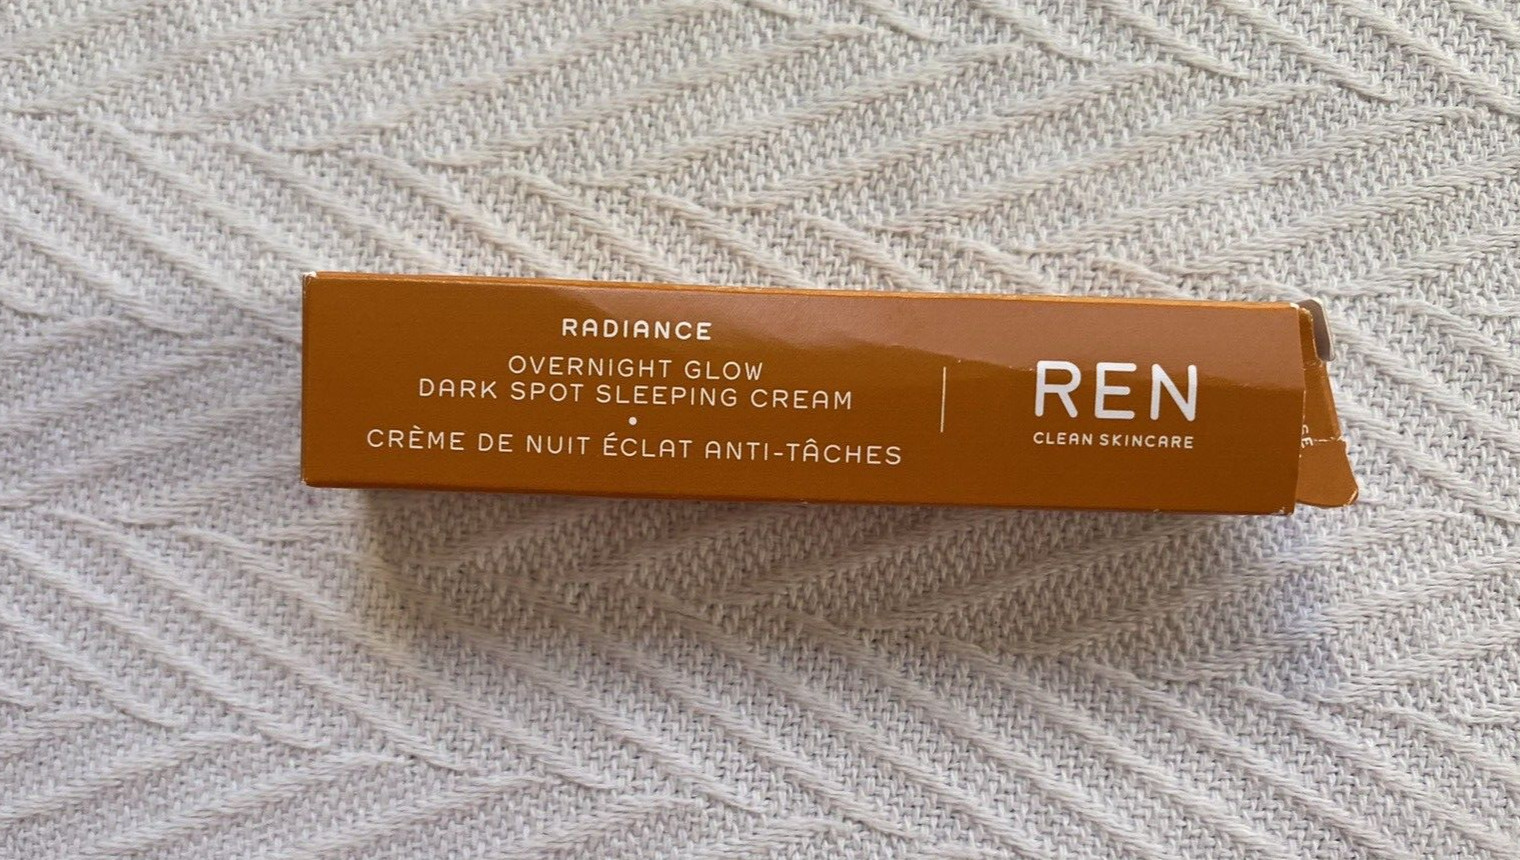 RADIANCE
OVERNIGHT GLOW
DARK SPOT SLEEPING CREAM
•
CRÈME DE NUIT ÉCLAT ANTI-TÂCHES
REN
CLEAN SKINCARE